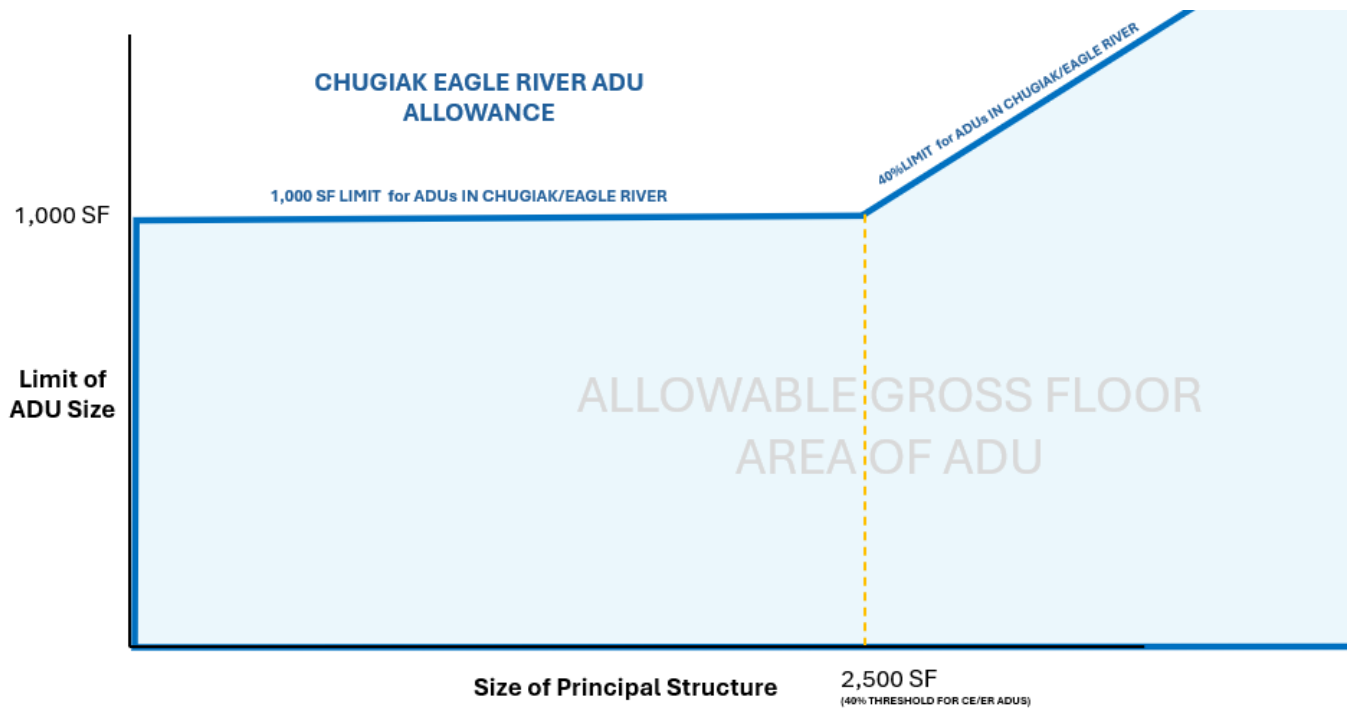 CHUGIAK EAGLE RIVER ADU
ALLOWANCE
40%LIMIT for ADUs IN CHUGIAK/EAGLE RIVER
1,000 SF LIMIT for ADUs IN CHUGIAK/EAGLE RIVER
1,000 SF
Limit of
ADU Size
ALLOWABLE GROSS FLOOR
AREA OF ADU
Size of Principal Structure
2,500 SF
(40% THRESHOLD FOR CE/ER ADUS)